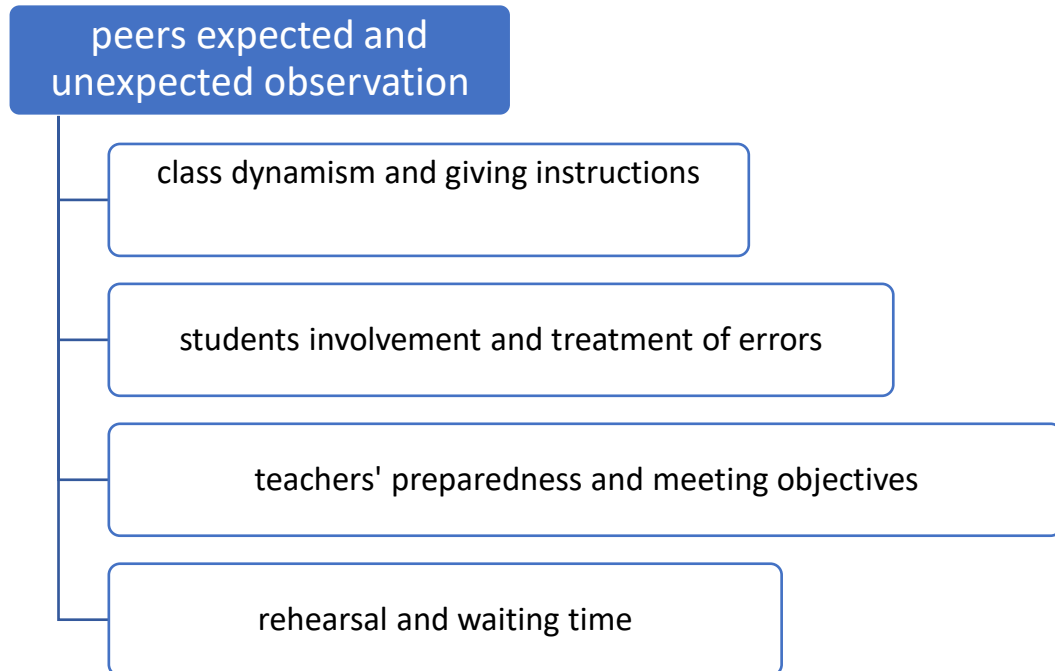 peers expected and
unexpected observation
class dynamism and giving instructions
students involvement and treatment of errors
teachers' preparedness and meeting objectives
rehearsal and waiting time